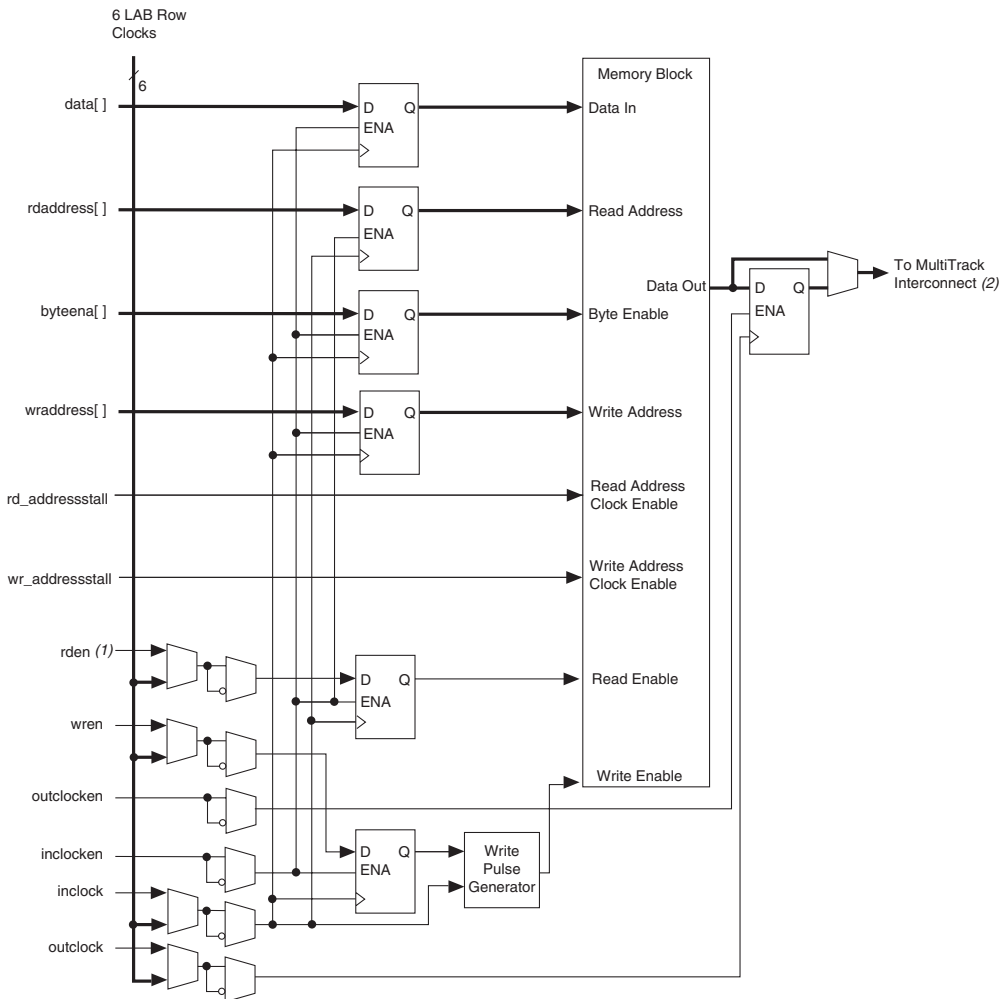 6 LAB Row
Clocks
6
Memory Block
data[ ]
D Q
ENA
Data In
rdaddress[ ]
D Q
ENA
Read Address
To MultiTrack
Interconnect (2)
Data Out
D Q
ENA
byteena[ ]
D Q
ENA
Byte Enable
wraddress[ ]
D Q
ENA
Write Address
rd_addressstall
Read Address
Clock Enable
wr_addressstall
Write Address
Clock Enable
rden (1)
D Q
ENA
Read Enable
wren
Write Enable
outclocken
inclocken
D Q
ENA
Write
Pulse
Generator
inclock
outclock